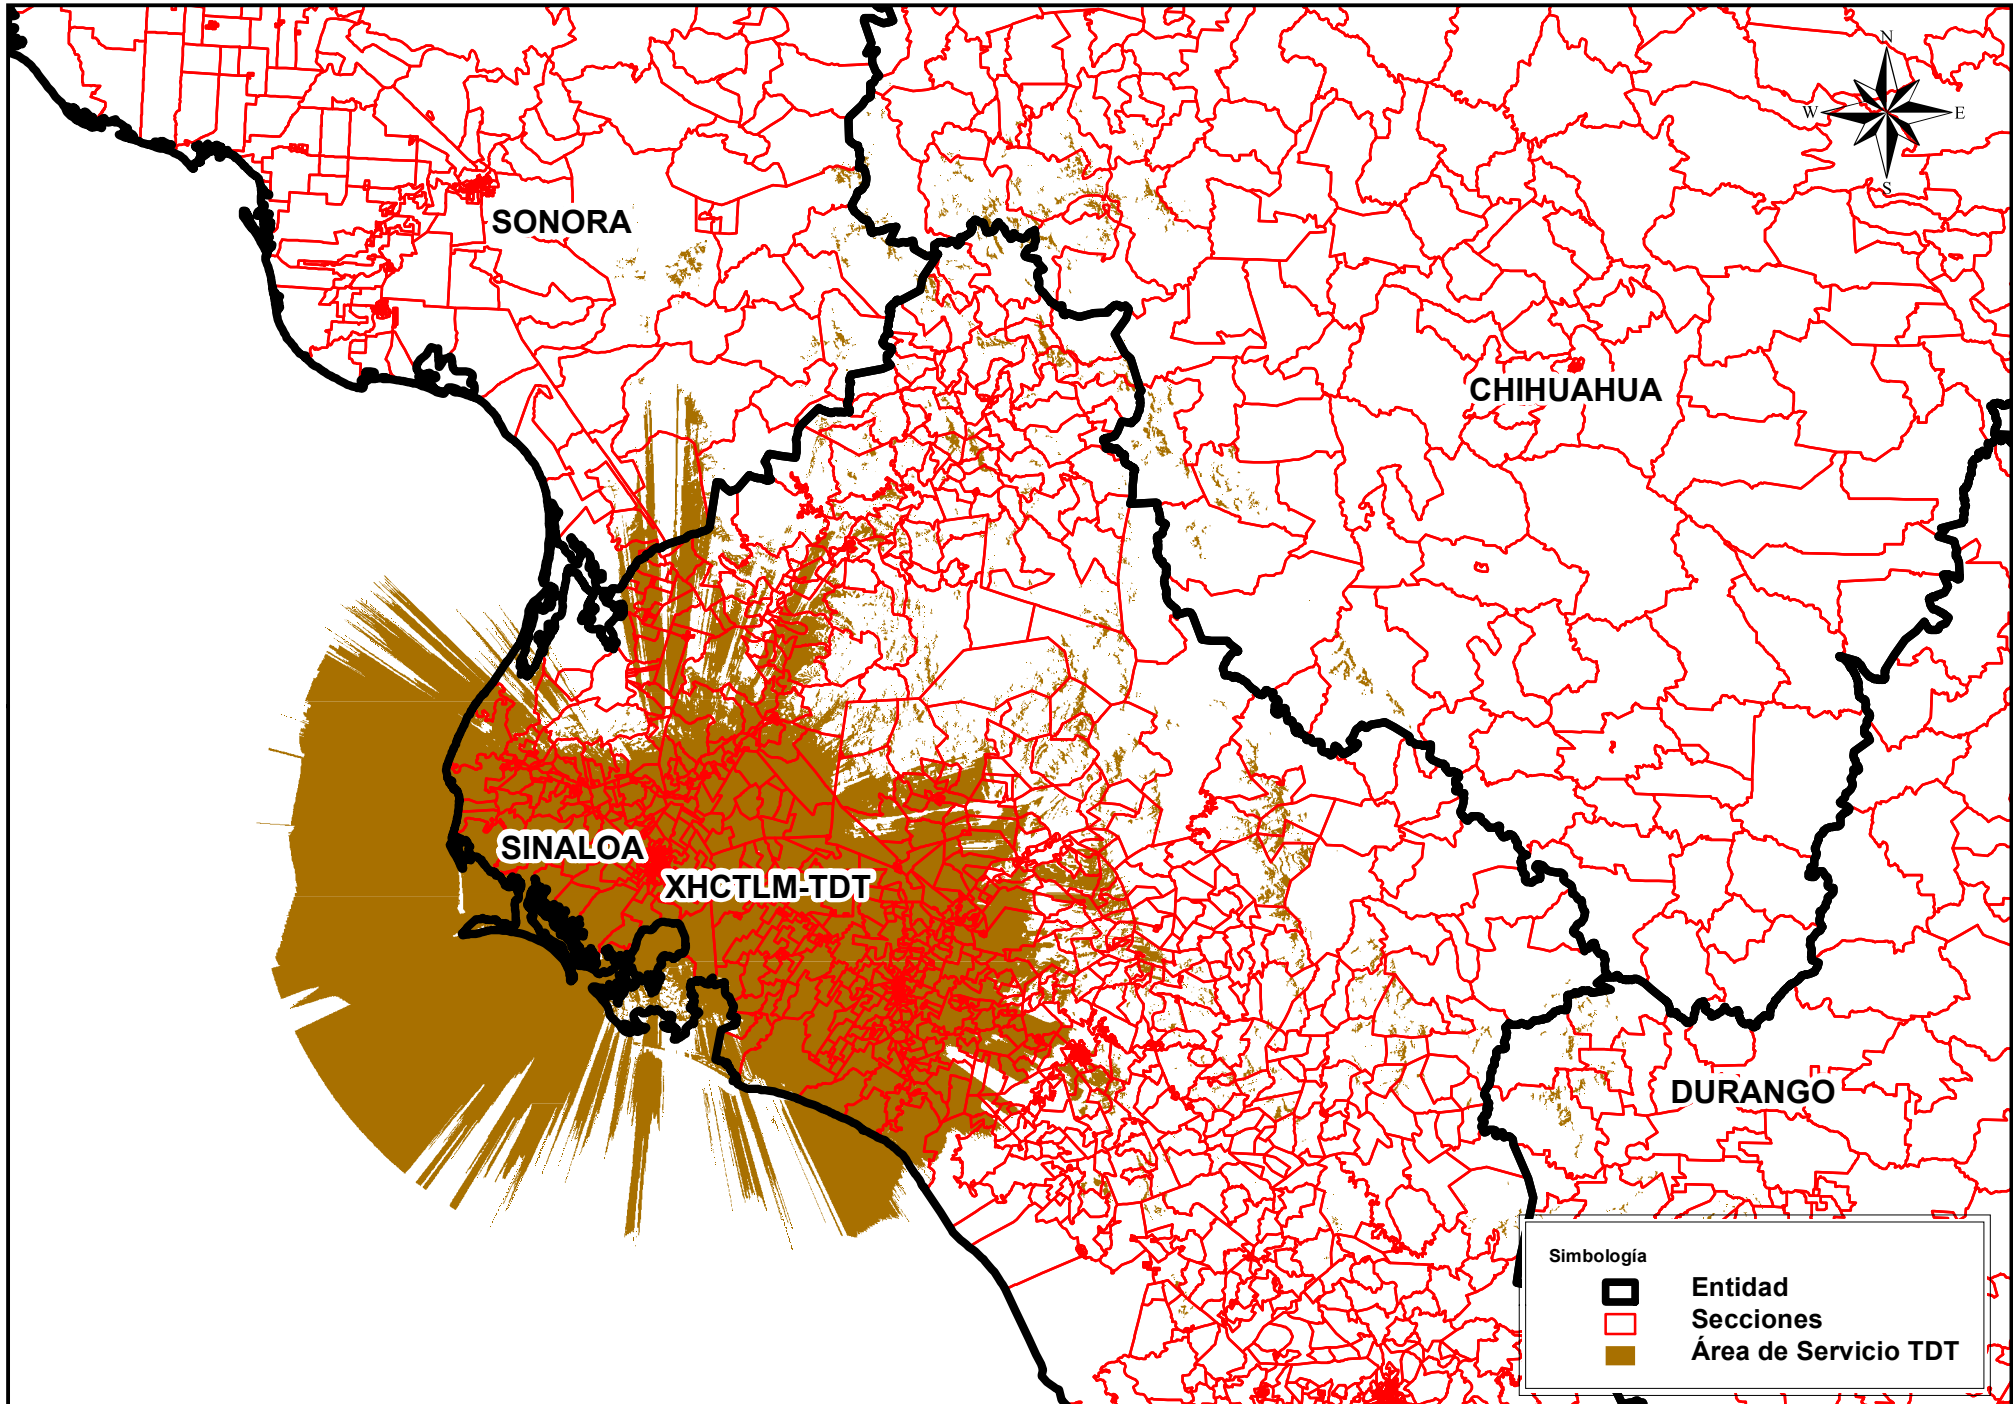 N
W E
S
SONORA
CHIHUAHUA
SINALOA
XHCTLM-TDT
DURANGO
Simbología
Entidad
Secciones
Área de Servicio TDT